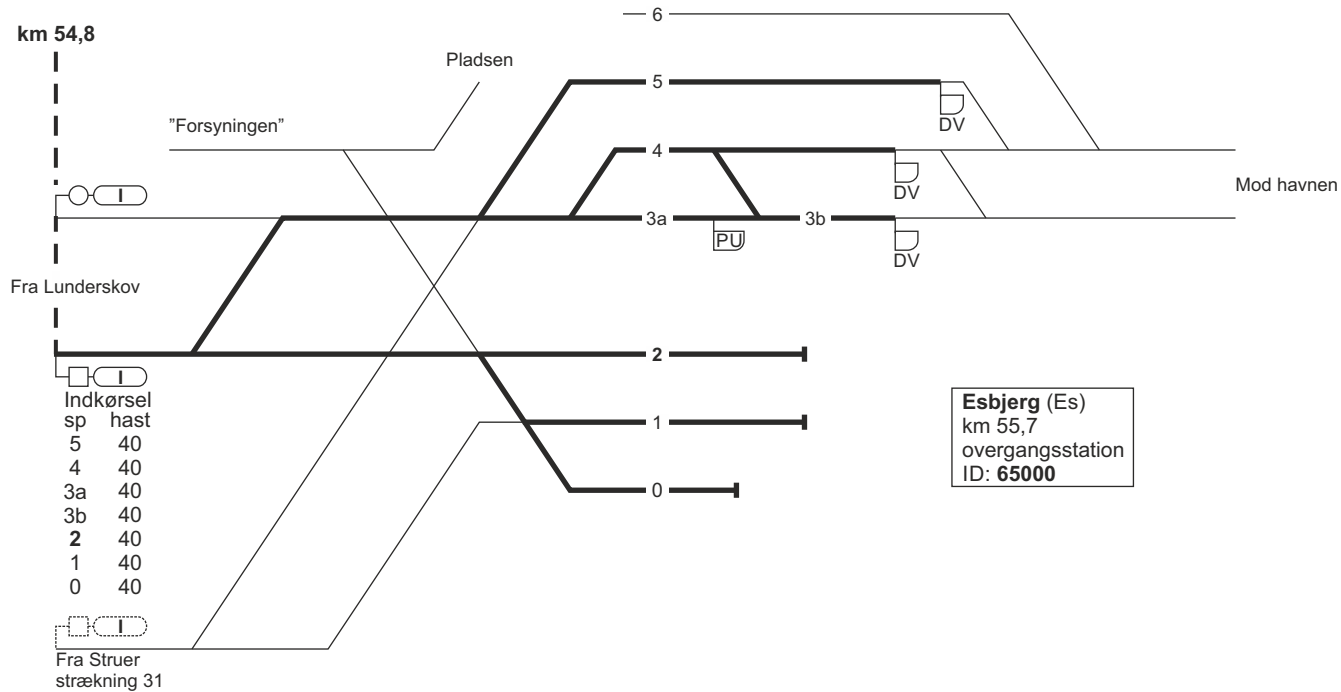 6
km 54,8
Pladsen
5
DV
"Forsyningen"
4
DV
Mod havnen
I
3a
PU
3b
DV
Fra Lunderskov
2
I
Indkørsel
sp hast
5 40
4 40
3a 40
3b 40
2 40
1 40
0 40
1
0
Esbjerg (Es)
km 55,7
overgangsstation
ID: 65000
I
Fra Struer
strækning 31